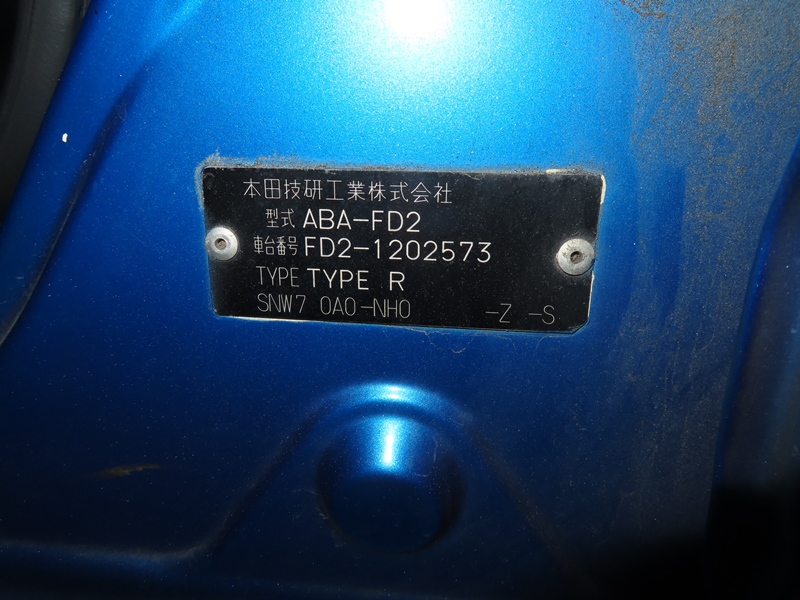 本田技研工業株式会社
型式 ABA-FD2
車台番号 FD2-1202573
TYPE TYPE R
SNW7 0A0-NH0 -Z -S